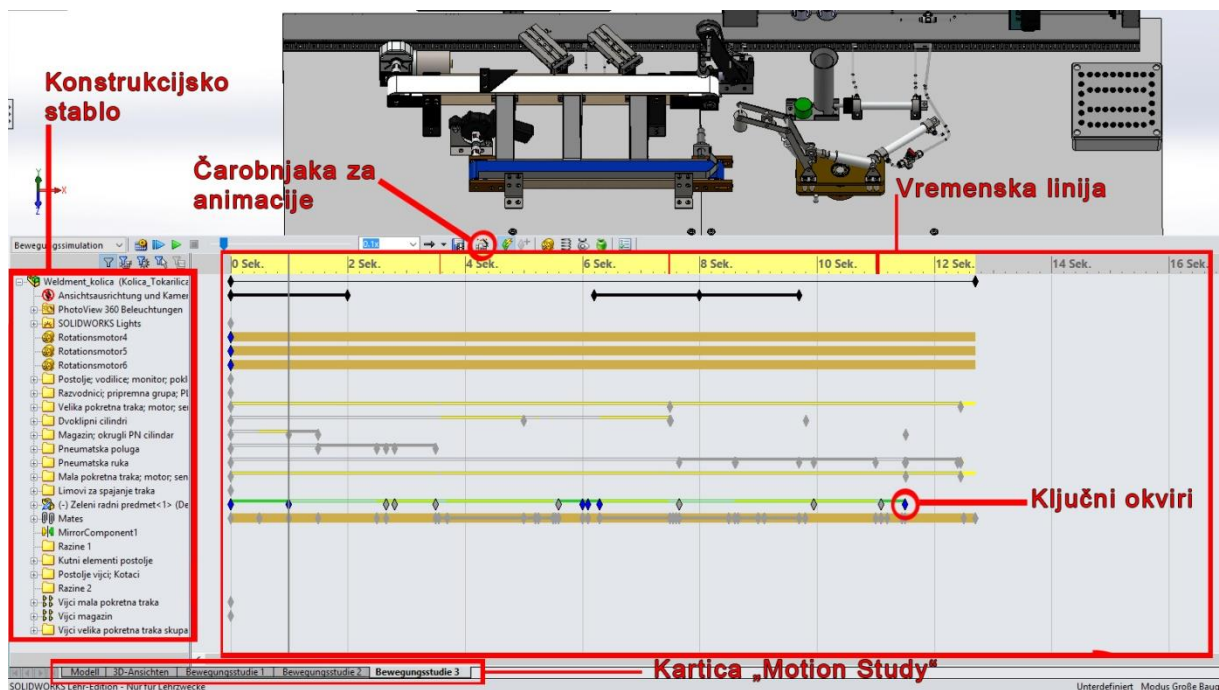 Konstrukcijsko
stablo
Čarobnjaka za
animacije
Vremenska linija
Bewegungssimulation
0,1x
0 Sek.
2 Sek.
4 Sek.
6 Sek.
8 Sek.
10 Sek.
12 Sek.
14 Sek.
16 Sek.
Weldment_kolica (Kolica_Tokarilica
Ansichtsausrichtung und Kamer
PhotoView 360 Beleuchtungen
SOLIDWORKS Lights
Rotationsmotor4
Rotationsmotor5
Rotationsmotor6
Postolje; vodilice; monitor; pokl
Razvodnici; pripremna grupa; PL
Velika pokretna traka; motor; ser
Dvoklipni cilindri
Magazin; okrugli PN cilindar
Pneumatska poluga
Pneumatska ruka
Mala pokretna traka; motor; sen
Limovi za spajanje traka
(-) Zeleni radni predmet<1> (De
Mates
MirrorComponent1
Razine 1
Kutni elementi postolje
Postolje vijci; Kotaci
Razine 2
Vijci mala pokretna traka
Vijci magazin
Vijci velika pokretna traka skupa
Ključni okviri
Modell
3D-Ansichten
Bewegungsstudie 1
Bewegungsstudie 2
Bewegungsstudie 3
Kartica „Motion Study“
SOLIDWORKS Lehr-Edition - Nur für Lehrzwecke
Unterdefiniert
Modus Große Baug
X
Y
Z